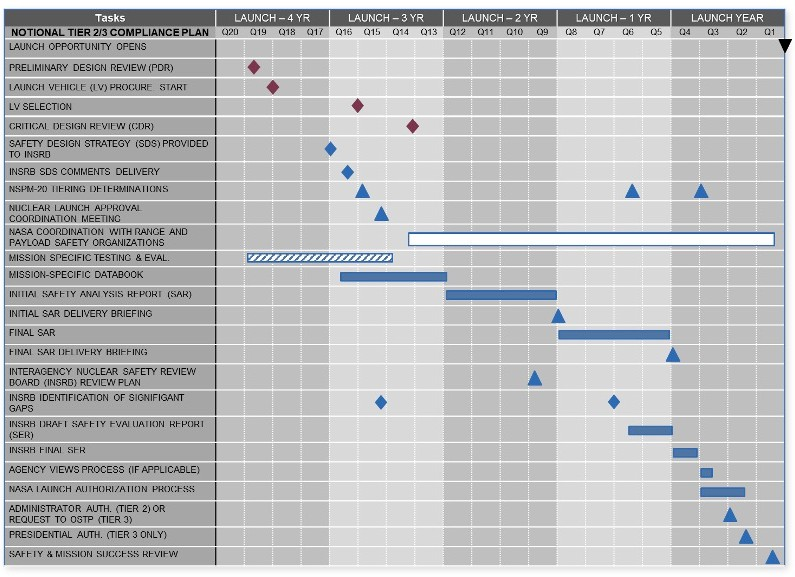 Tasks LAUNCH – 4 YR LAUNCH – 3 YR LAUNCH – 2 YR LAUNCH – 1 YR LAUNCH YEAR
NOTIONAL TIER 2/3 COMPLIANCE PLAN Q20 Q19 Q18 Q17 Q16 Q15 Q14 Q13 Q12 Q11 Q10 Q9 Q8 Q7 Q6 Q5 Q4 Q3 Q2 Q1
LAUNCH OPPORTUNITY OPENS
PRELIMINARY DESIGN REVIEW (PDR)
LAUNCH VEHICLE (LV) PROCURE START
LV SELECTION
CRITICAL DESIGN REVIEW (CDR)
SAFETY DESIGN STRATEGY (SDS) PROVIDED
TO INSRB
INSRB SDS COMMENTS DELIVERY
NSPM-20 TIERING DETERMINATIONS
NUCLEAR LAUNCH APPROVAL
COORDINATION MEETING
NASA COORDINATION WITH RANGE AND
PAYLOAD SAFETY ORGANIZATIONS
MISSION SPECIFIC TESTING & EVAL.
MISSION-SPECIFIC DATABOOK
INITIAL SAFETY ANALYSIS REPORT (SAR)
INITIAL SAR DELIVERY BRIEFING
FINAL SAR
FINAL SAR DELIVERY BRIEFING
INTERAGENCY NUCLEAR SAFETY REVIEW
BOARD (INSRB) REVIEW PLAN
INSRB IDENTIFICATION OF SIGNIFIGANT
GAPS
INSRB DRAFT SAFETY EVALUATION REPORT
(SER)
INSRB FINAL SER
AGENCY VIEWS PROCESS (IF APPLICABLE)
NASA LAUNCH AUTHORIZATION PROCESS
ADMINISTRATOR AUTH. (TIER 2) OR
REQUEST TO OSTP (TIER 3)
PRESIDENTIAL AUTH. (TIER 3 ONLY)
SAFETY & MISSION SUCCESS REVIEW